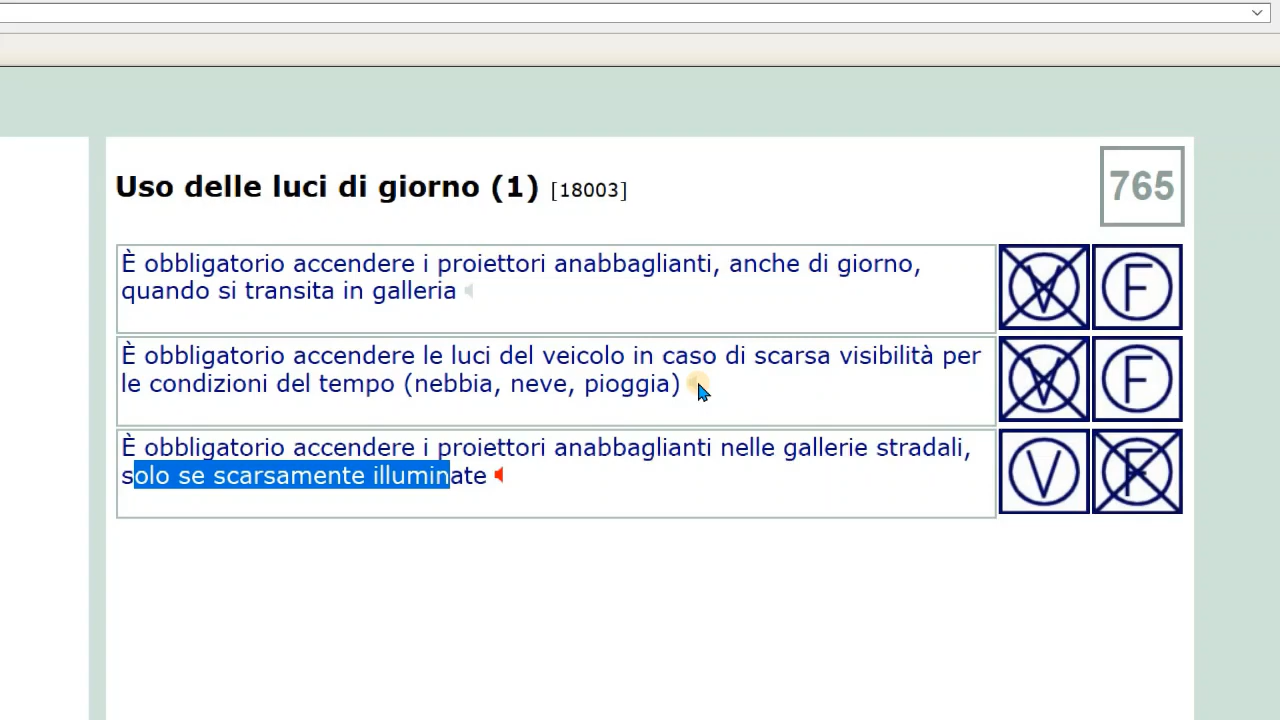 Uso delle luci di giorno (1) [18003]
765
È obbligatorio accendere i proiettori anabbaglianti, anche di giorno,
quando si transita in galleria
V F
È obbligatorio accendere le luci del veicolo in caso di scarsa visibilità per
le condizioni del tempo (nebbia, neve, pioggia)
V F
È obbligatorio accendere i proiettori anabbaglianti nelle gallerie stradali,
solo se scarsamente illuminate
V F